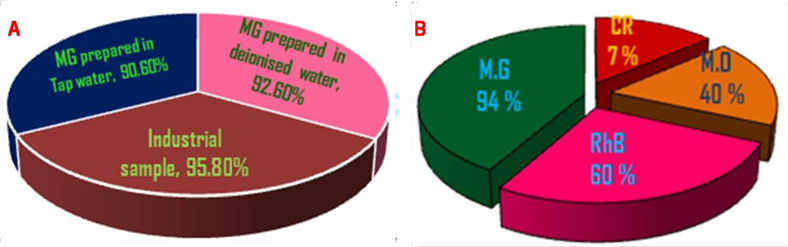 A
MG prepared in
Tap water, 90.60%
MG prepared in
deionised water,
92.60%
Industrial
sample, 95.80%
B
CR
7 %
M.O
40 %
RhB
60 %
M.G
94 %